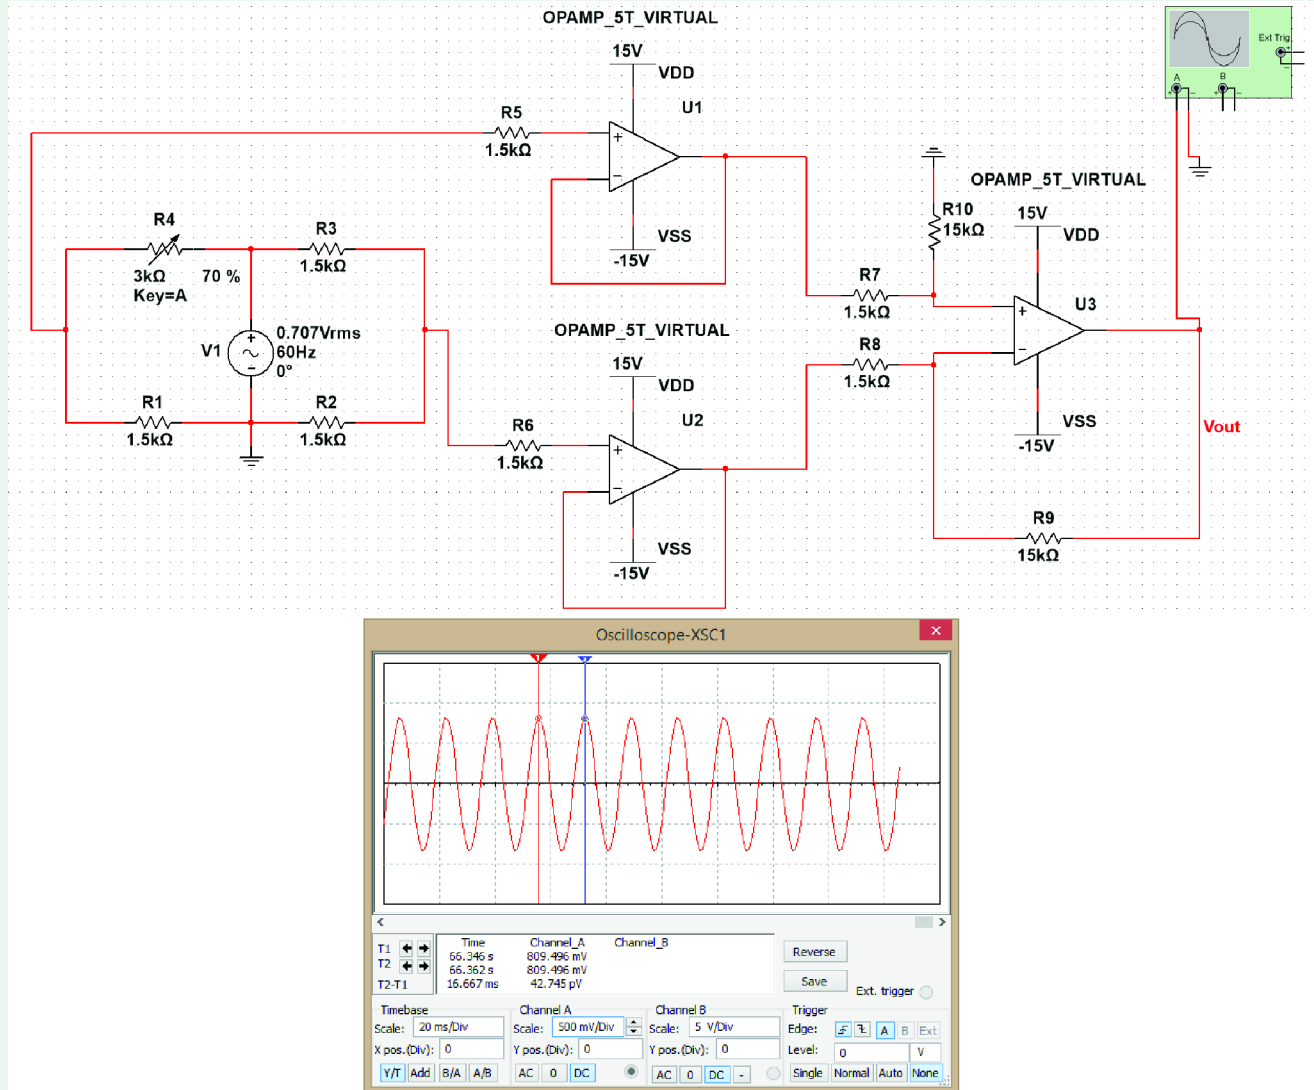 OPAMP_5T_VIRTUAL
15V
VDD
U1
R5
1.5kΩ
+
−
VSS
-15V
Ext Trig
+
−
A
B
+ − + −
R4
3kΩ
70 %
Key=A
R3
1.5kΩ
V1
+
−
0.707Vrms
60Hz
0°
R1
1.5kΩ
R2
1.5kΩ
OPAMP_5T_VIRTUAL
15V
VDD
U2
R6
1.5kΩ
+
−
VSS
-15V
R10
15kΩ
R7
1.5kΩ
R8
1.5kΩ
OPAMP_5T_VIRTUAL
15V
VDD
U3
+
−
VSS
-15V
Vout
R9
15kΩ
Oscilloscope-XSC1
1 2
Time Channel_A Channel_B
T1 66.346 s 809.496 mV
T2 66.362 s 809.496 mV
T2-T1 16.667 ms 42.745 pV
Reverse
Save
Ext. trigger
Timebase
Scale: 20 ms/Div
X pos.(Div): 0
Y/T Add B/A A/B
Channel A
Scale: 500 mV/Div
Y pos.(Div): 0
AC 0 DC
Channel B
Scale: 5 V/Div
Y pos.(Div): 0
AC 0 DC -
Trigger
Edge: A B Ext
Level: 0 V
Single Normal Auto None